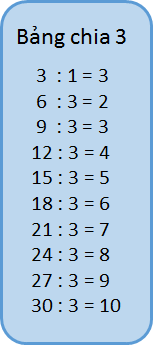 Bảng chia 3
3 : 1 = 3
6 : 3 = 2
9 : 3 = 3
12 : 3 = 4
15 : 3 = 5
18 : 3 = 6
21 : 3 = 7
24 : 3 = 8
27 : 3 = 9
30 : 3 = 10